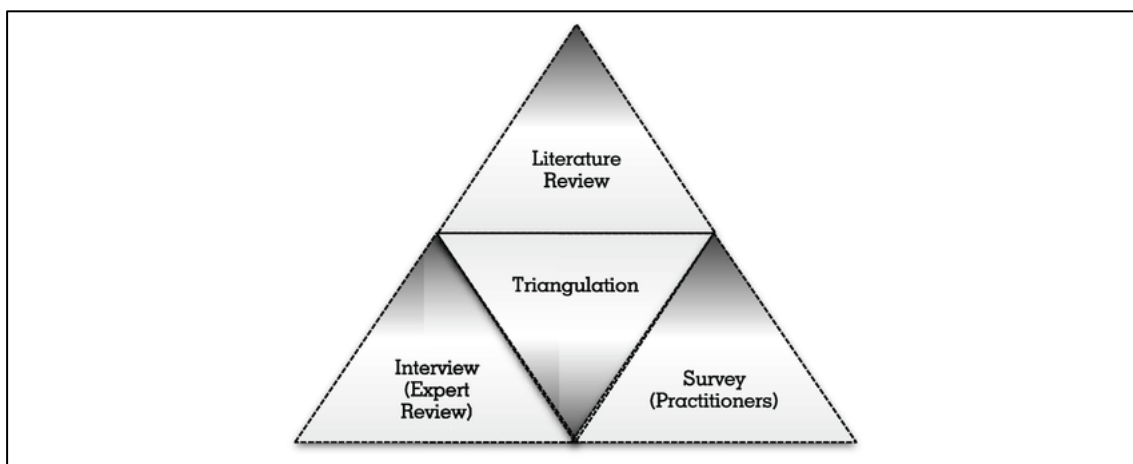 Literature
Review
Triangulation
Interview
(Expert
Review)
Survey
(Practitioners)